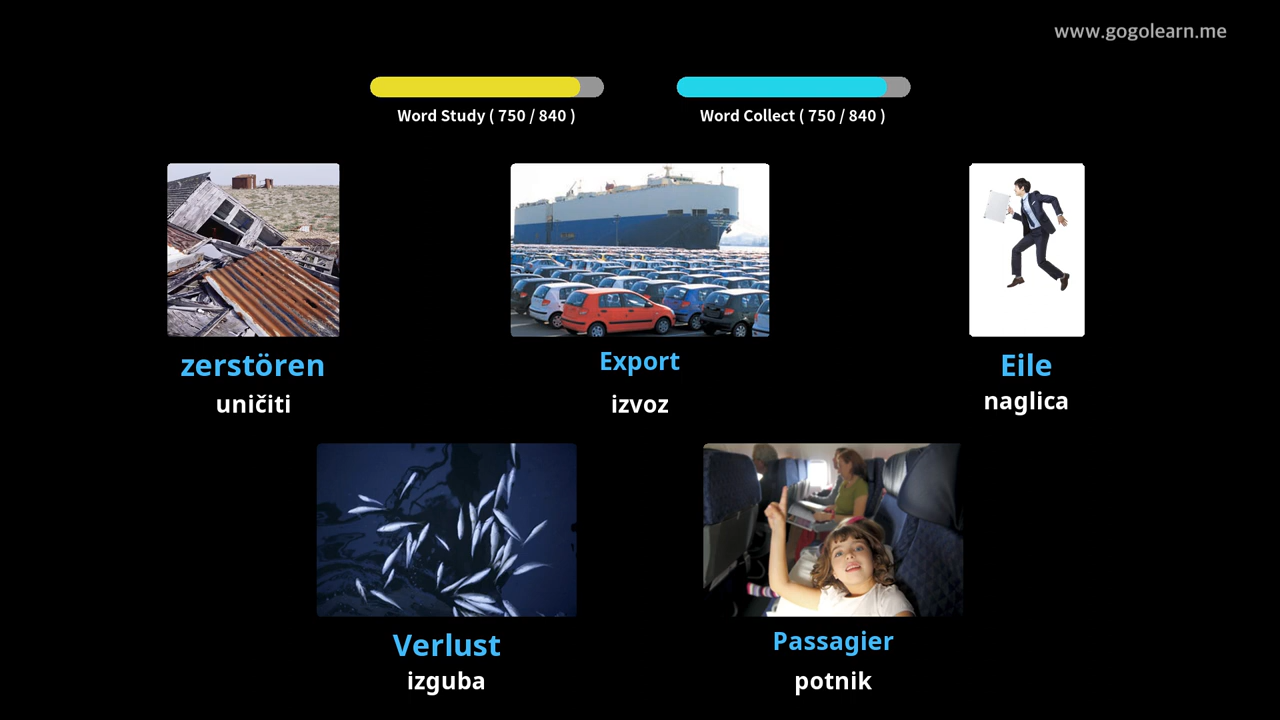 www.gogolearn.me
Word Study ( 750 / 840 )
Word Collect ( 750 / 840 )
zerstören
uničiti
Export
izvoz
Eile
naglica
Verlust
izguba
Passagier
potnik